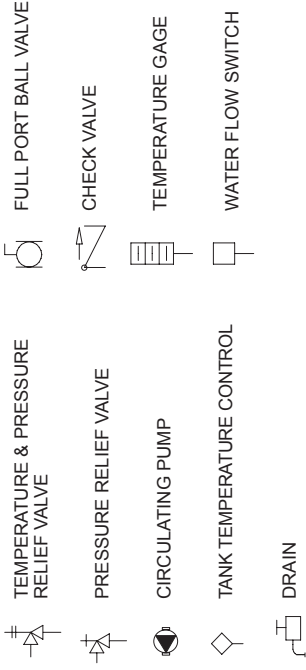 TEMPERATURE & PRESSURE
RELIEF VALVE
PRESSURE RELIEF VALVE
CIRCULATING PUMP
TANK TEMPERATURE CONTROL
DRAIN
FULL PORT BALL VALVE
CHECK VALVE
TEMPERATURE GAGE
WATER FLOW SWITCH